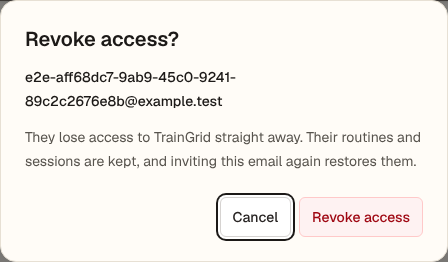 Revoke access?
e2e-aff68dc7-9ab9-45c0-9241-
89c2c2676e8b@example.test
They lose access to TrainGrid straight away. Their routines and
sessions are kept, and inviting this email again restores them.
Cancel
Revoke access